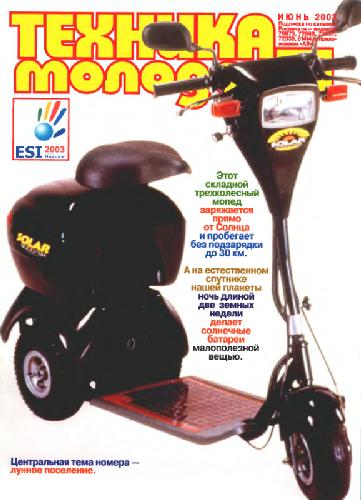 ИЮНЬ 2003
ТЕХНИКА
МОЛОДЕЖИ
ESI 2003
Москва
SOLAR
SOLAR
Этот
складной
трехколесный
мопед
заряжается
прямо
от Солнца
и пробегает
без подзарядки
до 30 км.
А на естественном
спутнике
нашей планеты
ночь длиной
две земных
недели
делает
солнечные
батареи
малополезной
вещью.
Центральная тема номера —
лунное поселение.